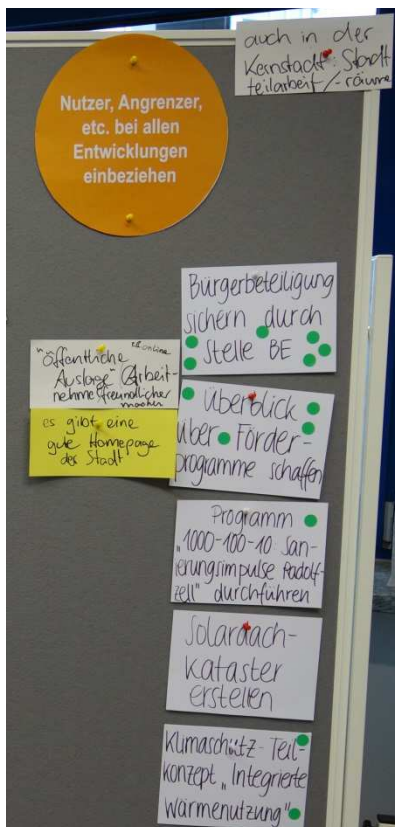 auch in der
Kernstadt: Stadt
teilarbeit/-räume
Nutzer, Angrenzer,
etc. bei allen
Entwicklungen
einbeziehen
Bürgerbeteiligung
sichern durch
Stelle BE
z.B. online
"öffentliche
Auslage" (Arbeit-
nehmerfreundlicher
machen
es gibt eine
gute Homepage
der Stadt
Überblick
über Förder-
programme schaffen
Programm
„1000-100-10 San-
ierungsimpulse Radolf-
zell" durchführen
Solardach-
kataster
erstellen
Klimaschutz-Teil-
konzept „Integrierte
Wärmenutzung"